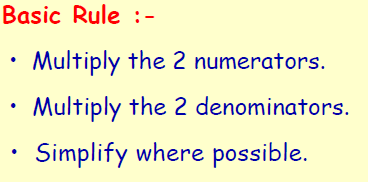 Basic Rule :-
• Multiply the 2 numerators.
• Multiply the 2 denominators.
• Simplify where possible.